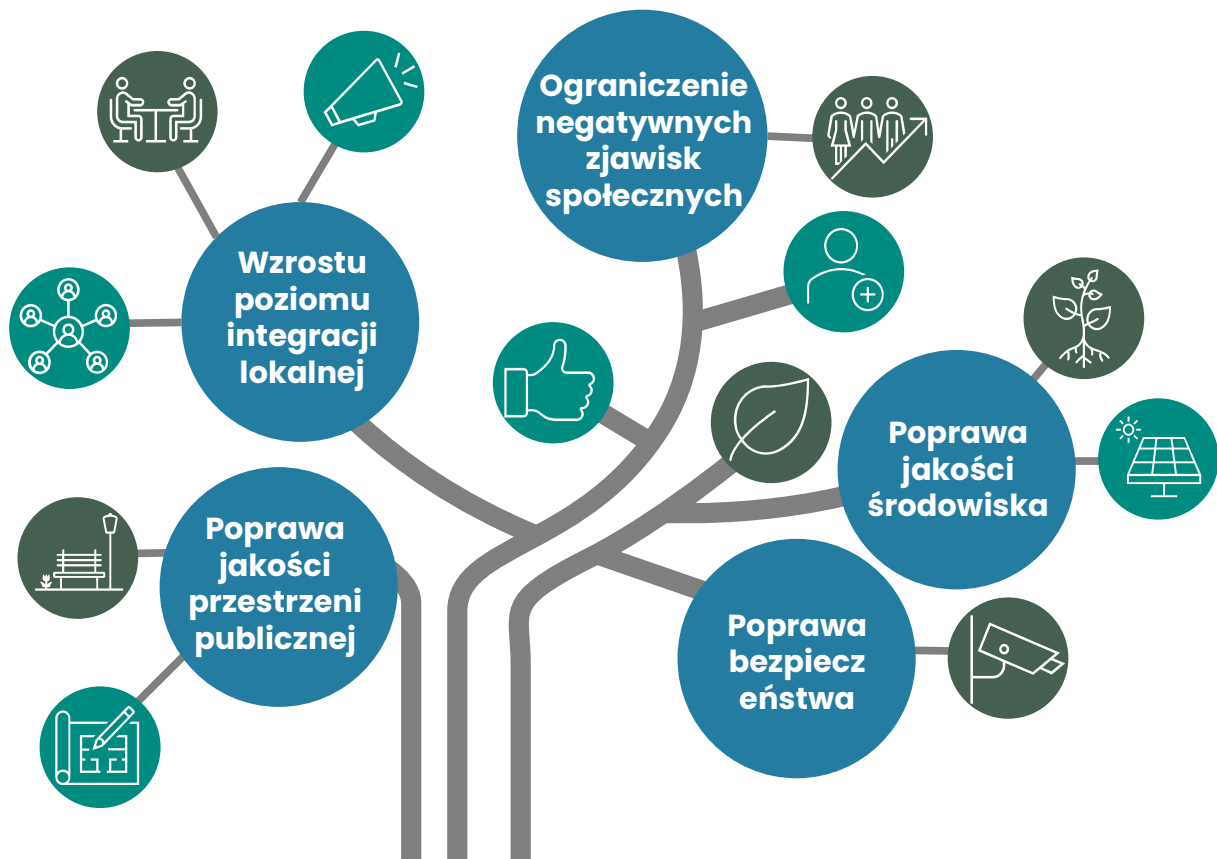 Ograniczenie
negatywnych
zjawisk
społecznych
Wzrostu
poziomu
integracji
lokalnej
Poprawa
jakości
środowiska
Poprawa
jakości
przestrzeni
publicznej
Poprawa
bezpiecz
eństwa